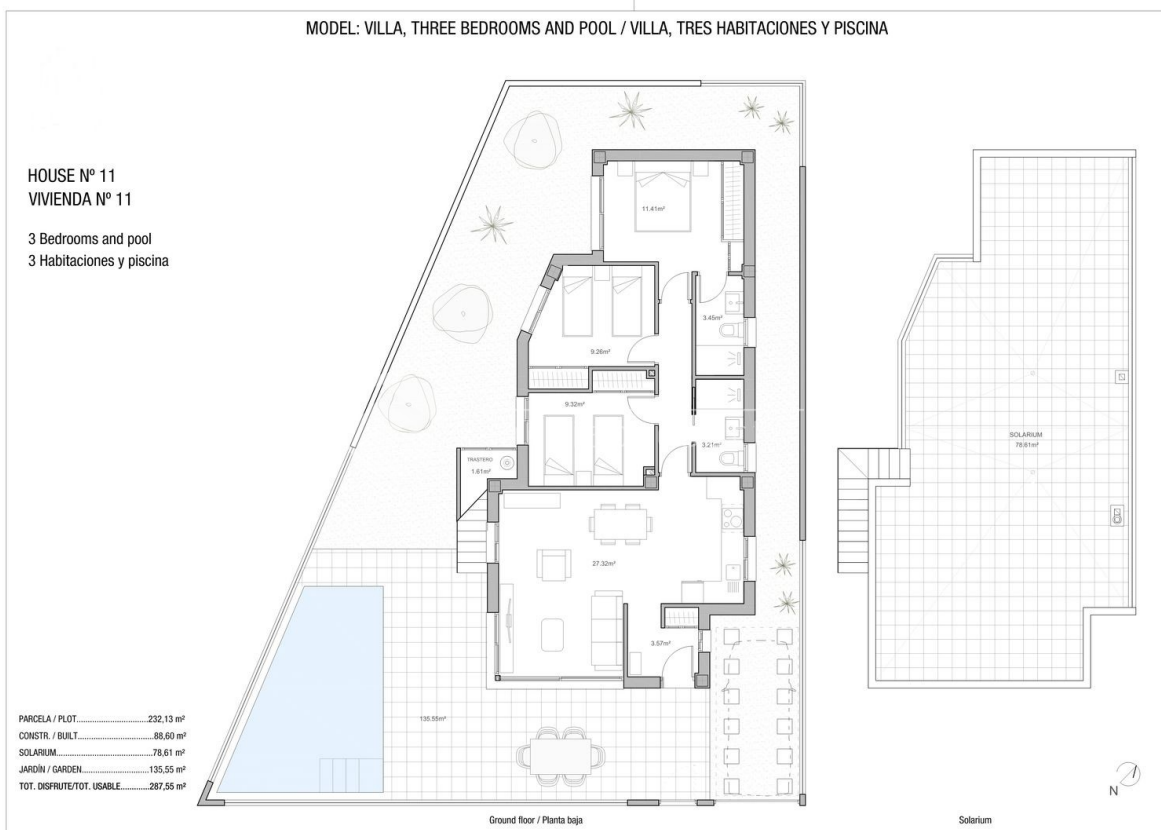 MODEL: VILLA, THREE BEDROOMS AND POOL / VILLA, TRES HABITACIONES Y PISCINA
HOUSE Nº 11
VIVIENDA Nº 11
3 Bedrooms and pool
3 Habitaciones y piscina
11.41m²
3.45m²
9.26m²
9.32m²
3.21m²
TRASTERO
1.61m²
27.32m²
3.57m²
135.55m²
SOLARIUM
78.61m²
PARCELA / PLOT..............................232,13 m²
CONSTR. / BUILT.............................88,60 m²
SOLARIUM......................................78,61 m²
JARDÍN / GARDEN............................135,55 m²
TOT. DISFRUTE/TOT. USABLE..........287,55 m²
N
Ground floor / Planta baja
Solarium